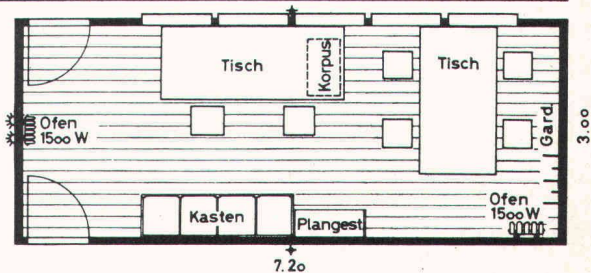 Tisch
Korpus
Tisch
Ofen
1500 W
Gard.
3.00
Kasten
Plangest.
Ofen
1500 W
7.20